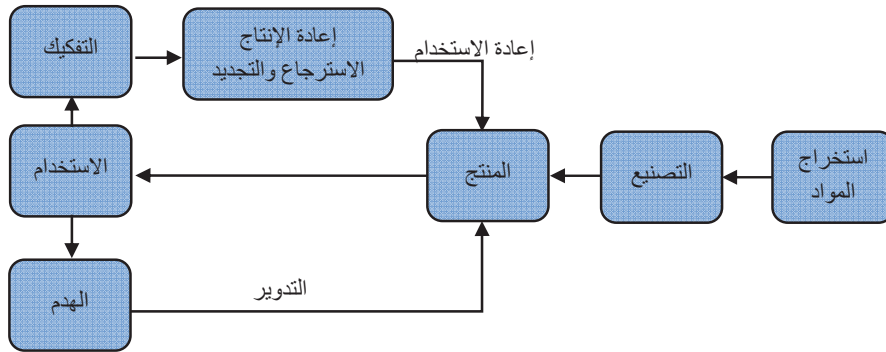 إعادة الإنتاج
الاسترجاع والتجديد
التفكيك
إعادة الاستخدام
استخراج
المواد
التصنيع
المنتج
الاستخدام
التدوير
الهدم